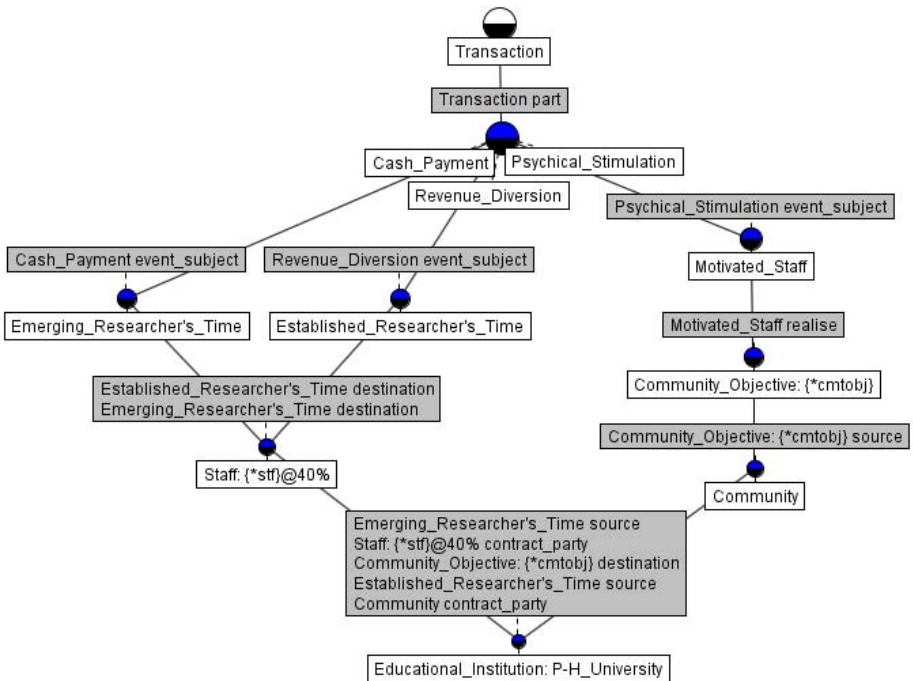 Transaction
Transaction part
Cash_Payment
Psychical_Stimulation
Revenue_Diversion
Psychical_Stimulation event_subject
Cash_Payment event_subject
Revenue_Diversion event_subject
Motivated_Staff
Emerging_Researcher's_Time
Established_Researcher's_Time
Motivated_Staff realise
Established_Researcher's_Time destination
Emerging_Researcher's_Time destination
Community_Objective: {*cmtobj}
Community_Objective: {*cmtobj} source
Staff: {*stf}@40%
Community
Emerging_Researcher's_Time source
Staff: {*stf}@40% contract_party
Community_Objective: {*cmtobj} destination
Established_Researcher's_Time source
Community contract_party
Educational_Institution: P-H_University